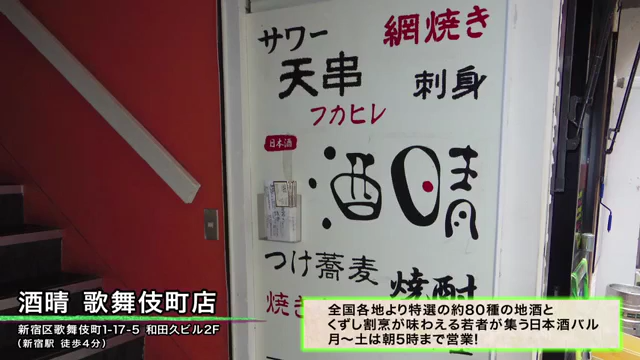 サワー
網焼き
天串
刺身
フカヒレ
日本酒
酒晴
つけ蕎麦
焼酎
焼き
酒晴 歌舞伎町店
新宿区歌舞伎町1-17-5 和田久ビル2F
(新宿駅 徒歩4分)
全国各地より特選の約80種の地酒と
くずし割烹が味わえる若者が集う日本酒バル
月〜土は朝5時まで営業!